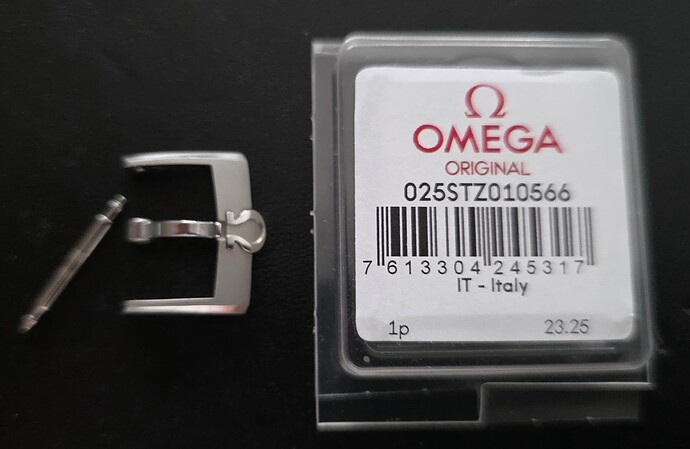 Ω
OMEGA
ORIGINAL
025STZ010566
7 613304 245317
IT - Italy
1p 23.25